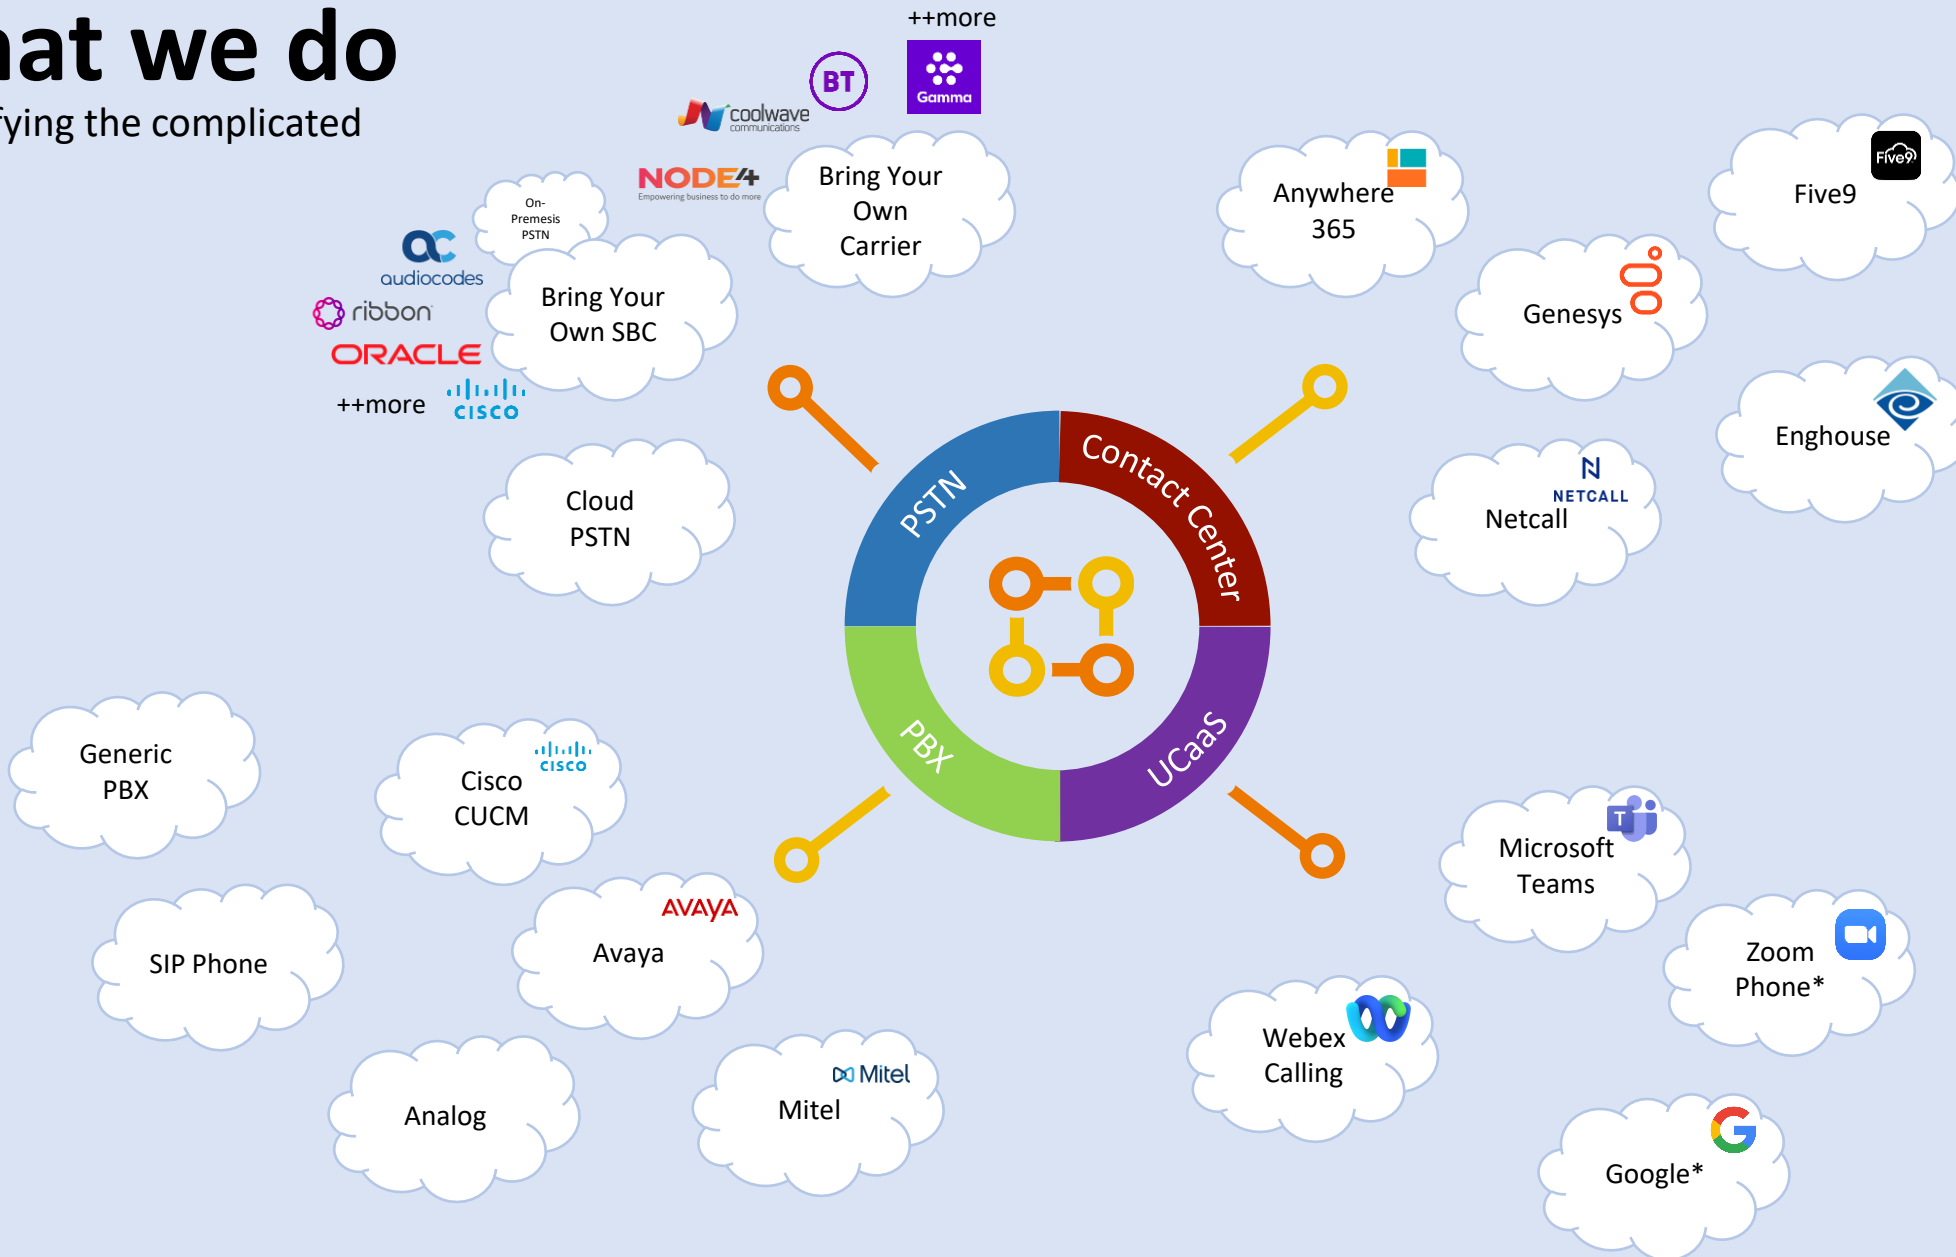 hat we do
fying the complicated
++more
BT
Gamma
coolwave
communications
NODE4
Empowering business to do more
Bring Your
Own
Carrier
On-
Premesis
PSTN
audiocodes
ribbon
ORACLE
++more
CISCO
Bring Your
Own SBC
Cloud
PSTN
Anywhere
365
Five9
Five9
Genesys
Enghouse
NETCALL
Netcall
PSTN
Contact Center
PBX
UCaaS
Generic
PBX
CISCO
Cisco
CUCM
SIP Phone
AVAYA
Avaya
Analog
Mitel
Mitel
T
Microsoft
Teams
Zoom
Phone*
Webex
Calling
Google*